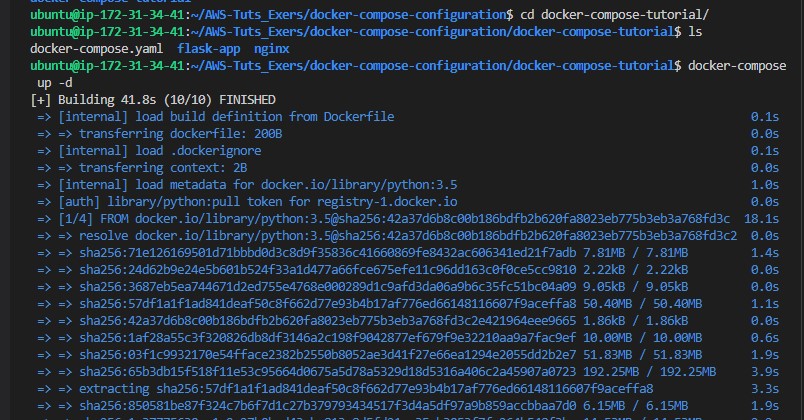 ubuntu@ip-172-31-34-41:~/AWS-Tuts_Exers/docker-compose-configuration$ cd docker-compose-tutorial/
ubuntu@ip-172-31-34-41:~/AWS-Tuts_Exers/docker-compose-configuration/docker-compose-tutorial$ ls
docker-compose.yaml  flask-app  nginx
ubuntu@ip-172-31-34-41:~/AWS-Tuts_Exers/docker-compose-configuration/docker-compose-tutorial$ docker-compose
up -d
[+] Building 41.8s (10/10) FINISHED
=> [internal] load build definition from Dockerfile 0.1s
=> => transferring dockerfile: 200B 0.0s
=> [internal] load .dockerignore 0.1s
=> => transferring context: 2B 0.0s
=> [internal] load metadata for docker.io/library/python:3.5 1.0s
=> [auth] library/python:pull token for registry-1.docker.io 0.0s
=> [1/4] FROM docker.io/library/python:3.5@sha256:42a37d6b8c00b186bdfb2b620fa8023eb775b3eb3a768fd3c 18.1s
=> => resolve docker.io/library/python:3.5@sha256:42a37d6b8c00b186bdfb2b620fa8023eb775b3eb3a768fd3c2 0.0s
=> => sha256:71e126169501d71bbbd0d3c8d9f35836c41660869fe8432ac606341ed21f7adb 7.81MB / 7.81MB 1.4s
=> => sha256:24d62b9e24e5b601b524f33a1d477a66fce675efe11c96dd163c0f0ce5cc9810 2.22kB / 2.22kB 0.0s
=> => sha256:3687eb5ea744671d2ed755e4768e000289d1c9afd3da06a9b6c35fc51bc04a09 9.05kB / 9.05kB 0.0s
=> => sha256:57df1a1f1ad841deaf50c8f662d77e93b4b17af776ed66148116607f9aceffa8 50.40MB / 50.40MB 1.1s
=> => sha256:42a37d6b8c00b186bdfb2b620fa8023eb775b3eb3a768fd3c2e421964eee9665 1.86kB / 1.86kB 0.0s
=> => sha256:1af28a55c3f320826db8df3146a2c198f9042877ef679f9e32210aa9a7fac9ef 10.00MB / 10.00MB 0.6s
=> => sha256:03f1c9932170e54fface2382b2550b8052ae3d41f27e66ea1294e2055dd2b2e7 51.83MB / 51.83MB 1.9s
=> => sha256:65b3db15f518f11e53c95664d0675a5d78a5329d18d5316a406c2a45907a0723 192.25MB / 192.25MB 3.9s
=> => extracting sha256:57df1a1f1ad841deaf50c8f662d77e93b4b17af776ed66148116607f9aceffa8 3.3s
=> => sha256:850581be87f324c7b6f7d1c27b379793434517f3d4a5df97a9b859accbbaa7d0 6.15MB / 6.15MB 1.9s